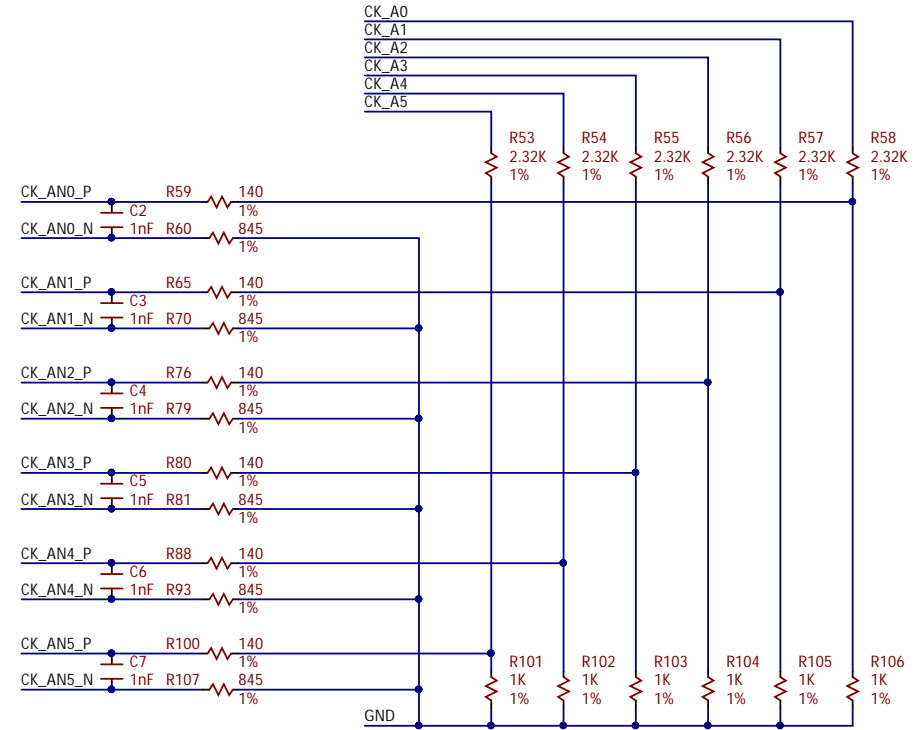 CK_A0
CK_A1
CK_A2
CK_A3
CK_A4
CK_A5
R53 R54 R55 R56 R57 R58
2.32K 2.32K 2.32K 2.32K 2.32K 2.32K
1% 1% 1% 1% 1% 1%
CK_AN0_P R59 140
C2 1%
CK_AN0_N 1nF R60 845
1%
CK_AN1_P R65 140
C3 1%
CK_AN1_N 1nF R70 845
1%
CK_AN2_P R76 140
C4 1%
CK_AN2_N 1nF R79 845
1%
CK_AN3_P R80 140
C5 1%
CK_AN3_N 1nF R81 845
1%
CK_AN4_P R88 140
C6 1%
CK_AN4_N 1nF R93 845
1%
CK_AN5_P R100 140
C7 1%
CK_AN5_N 1nF R107 845
1%
R101 R102 R103 R104 R105 R106
1K 1K 1K 1K 1K 1K
1% 1% 1% 1% 1% 1%
GND